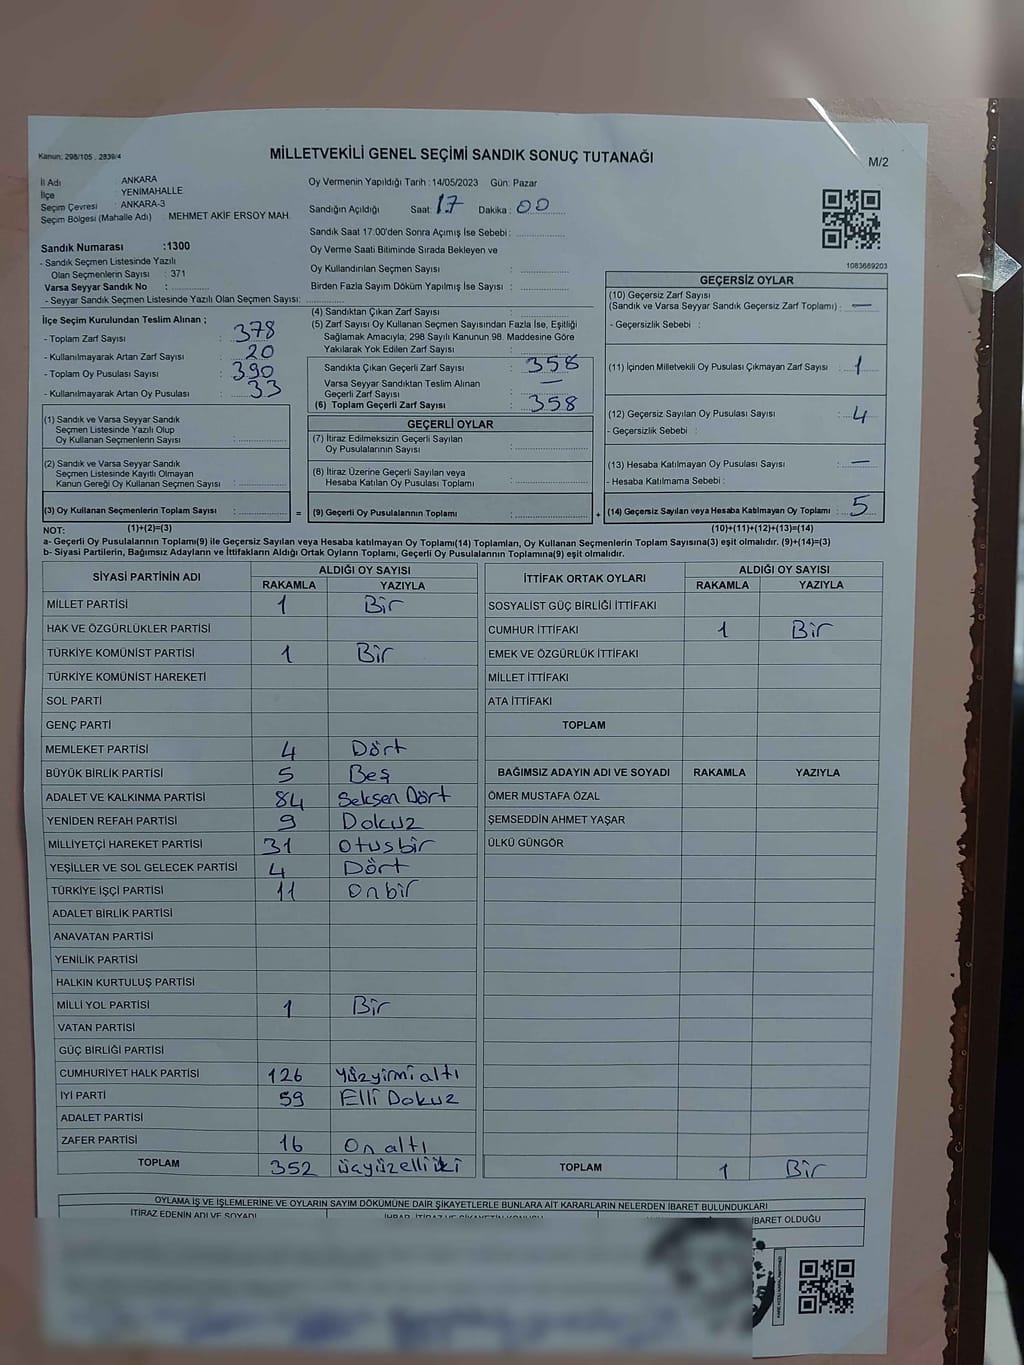 Kanun: 298/105 , 2839/4
MİLLETVEKİLİ GENEL SEÇİMİ SANDIK SONUÇ TUTANAĞI
M/2
İl Adı ANKARA
İlçe : YENİMAHALLE
Seçim Çevresi : ANKARA-3
Seçim Bölgesi (Mahalle Adı) : MEHMET AKİF ERSOY MAH.
Oy Vermenin Yapıldığı Tarih :14/05/2023 Gün: Pazar
Sandığın Açıldığı Saat: 17 Dakika : 00
Sandık Saat 17:00'den Sonra Açımış İse Sebebi :
Oy Verme Saati Bitiminde Sırada Bekleyen ve
Oy Kullandırılan Seçmen Sayısı :
Birden Fazla Sayım Döküm Yapılmış İse Sayısı :
1083689203
Sandık Numarası :1300
- Sandık Seçmen Listesinde Yazılı
Olan Seçmenlerin Sayısı : 371
Varsa Seyyar Sandık No :
- Seyyar Sandık Seçmen Listesinde Yazılı Olan Seçmen Sayısı:
İlçe Seçim Kurulundan Teslim Alınan ;
- Toplam Zarf Sayısı : 378
- Kullanılmayarak Artan Zarf Sayısı : 20
- Toplam Oy Pusulası Sayısı : 390
- Kullanılmayarak Artan Oy Pusulası : 33
(1) Sandık ve Varsa Seyyar Sandık
Seçmen Listesinde Yazılı Olup
Oy Kullanan Seçmenlerin Sayısı :
(2) Sandık ve Varsa Seyyar Sandık
Seçmen Listesinde Kayıtlı Olmayan
Kanun Gereği Oy Kullanan Seçmen Sayısı :
(3) Oy Kullanan Seçmenlerin Toplam Sayısı : =
(4) Sandıktan Çıkan Zarf Sayısı :
(5) Zarf Sayısı Oy Kullanan Seçmen Sayısından Fazla İse, Eşitliği
Sağlamak Amacıyla; 298 Sayılı Kanunun 98. Maddesine Göre
Yakılarak Yok Edilen Zarf Sayısı :
Sandıkta Çıkan Geçerli Zarf Sayısı : 358
Varsa Seyyar Sandıktan Teslim Alınan
Geçerli Zarf Sayısı : —
(6) Toplam Geçerli Zarf Sayısı : 358
GEÇERLİ OYLAR
(7) İtiraz Edilmeksizin Geçerli Sayılan
Oy Pusulalarının Sayısı :
(8) İtiraz Üzerine Geçerli Sayılan veya
Hesaba Katılan Oy Pusulası Toplamı :
(9) Geçerli Oy Pusulalarının Toplamı : +
GEÇERSİZ OYLAR
(10) Geçersiz Zarf Sayısı
(Sandık ve Varsa Seyyar Sandık Geçersiz Zarf Toplamı) : —
- Geçersizlik Sebebi :
(11) İçinden Milletvekili Oy Pusulası Çıkmayan Zarf Sayısı : 1
(12) Geçersiz Sayılan Oy Pusulası Sayısı : 4
- Geçersizlik Sebebi :
(13) Hesaba Katılmayan Oy Pusulası Sayısı : —
- Hesaba Katılmama Sebebi :
(14) Geçersiz Sayılan veya Hesaba Katılmayan Oy Toplamı : 5
NOT: (1)+(2)=(3) (10)+(11)+(12)+(13)=(14)
a- Geçerli Oy Pusulalarının Toplamı(9) ile Geçersiz Sayılan veya Hesaba katılmayan Oy Toplamı(14) Toplamları, Oy Kullanan Seçmenlerin Toplam Sayısına(3) eşit olmalıdır. (9)+(14)=(3)
b- Siyasi Partilerin, Bağımsız Adayların ve İttifakların Aldığı Ortak Oyların Toplamı, Geçerli Oy Pusulalarının Toplamına(9) eşit olmalıdır.
SİYASİ PARTİNİN ADI ALDIĞI OY SAYISI
RAKAMLA YAZIYLA
MİLLET PARTİSİ 1 Bir
HAK VE ÖZGÜRLÜKLER PARTİSİ
TÜRKİYE KOMÜNİST PARTİSİ 1 Bir
TÜRKİYE KOMÜNİST HAREKETİ
SOL PARTİ
GENÇ PARTİ
MEMLEKET PARTİSİ 4 Dört
BÜYÜK BİRLİK PARTİSİ 5 Beş
ADALET VE KALKINMA PARTİSİ 84 Seksen Dört
YENİDEN REFAH PARTİSİ 9 Dokuz
MİLLİYETÇİ HAREKET PARTİSİ 31 Otuzbir
YEŞİLLER VE SOL GELECEK PARTİSİ 4 Dört
TÜRKİYE İŞÇİ PARTİSİ 11 Onbir
ADALET BİRLİK PARTİSİ
ANAVATAN PARTİSİ
YENİLİK PARTİSİ
HALKIN KURTULUŞ PARTİSİ
MİLLİ YOL PARTİSİ 1 Bir
VATAN PARTİSİ
GÜÇ BİRLİĞİ PARTİSİ
CUMHURİYET HALK PARTİSİ 126 Yüzyirmialtı
İYİ PARTİ 59 Elli Dokuz
ADALET PARTİSİ
ZAFER PARTİSİ 16 On altı
TOPLAM 352 üçyüzelliiki
İTTİFAK ORTAK OYLARI ALDIĞI OY SAYISI
RAKAMLA YAZIYLA
SOSYALİST GÜÇ BİRLİĞİ İTTİFAKI
CUMHUR İTTİFAKI 1 Bir
EMEK VE ÖZGÜRLÜK İTTİFAKI
MİLLET İTTİFAKI
ATA İTTİFAKI
TOPLAM
BAĞIMSIZ ADAYIN ADI VE SOYADI RAKAMLA YAZIYLA
ÖMER MUSTAFA ÖZAL
ŞEMSEDDİN AHMET YAŞAR
ÜLKÜ GÜNGÖR
TOPLAM 1 Bir
OYLAMA İŞ VE İŞLEMLERİNE VE OYLARIN SAYIM DÖKÜMÜNE DAİR ŞİKAYETLERLE BUNLARA AİT KARARLARIN NELERDEN İBARET BULUNDUKLARI
İTİRAZ EDENİN ADI VE SOYADI İHBAR, İTİRAZ VE ŞİKAYETİN KONUSU İBARET OLDUĞU